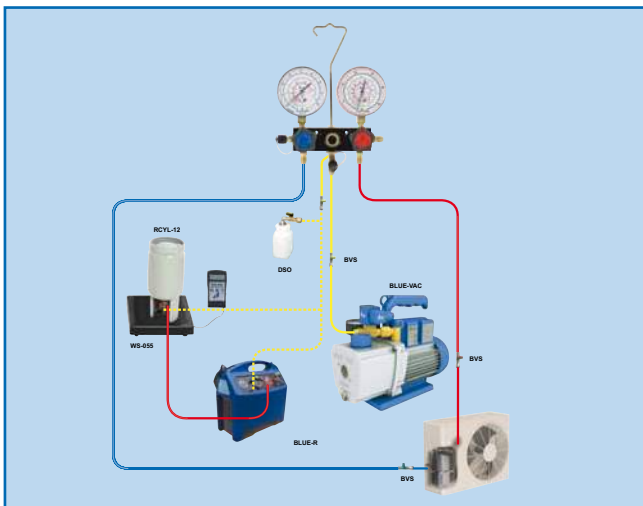 RCYL-12
DSO
BVS
BLUE-VAC
WS-055
BVS
BLUE-R
BVS